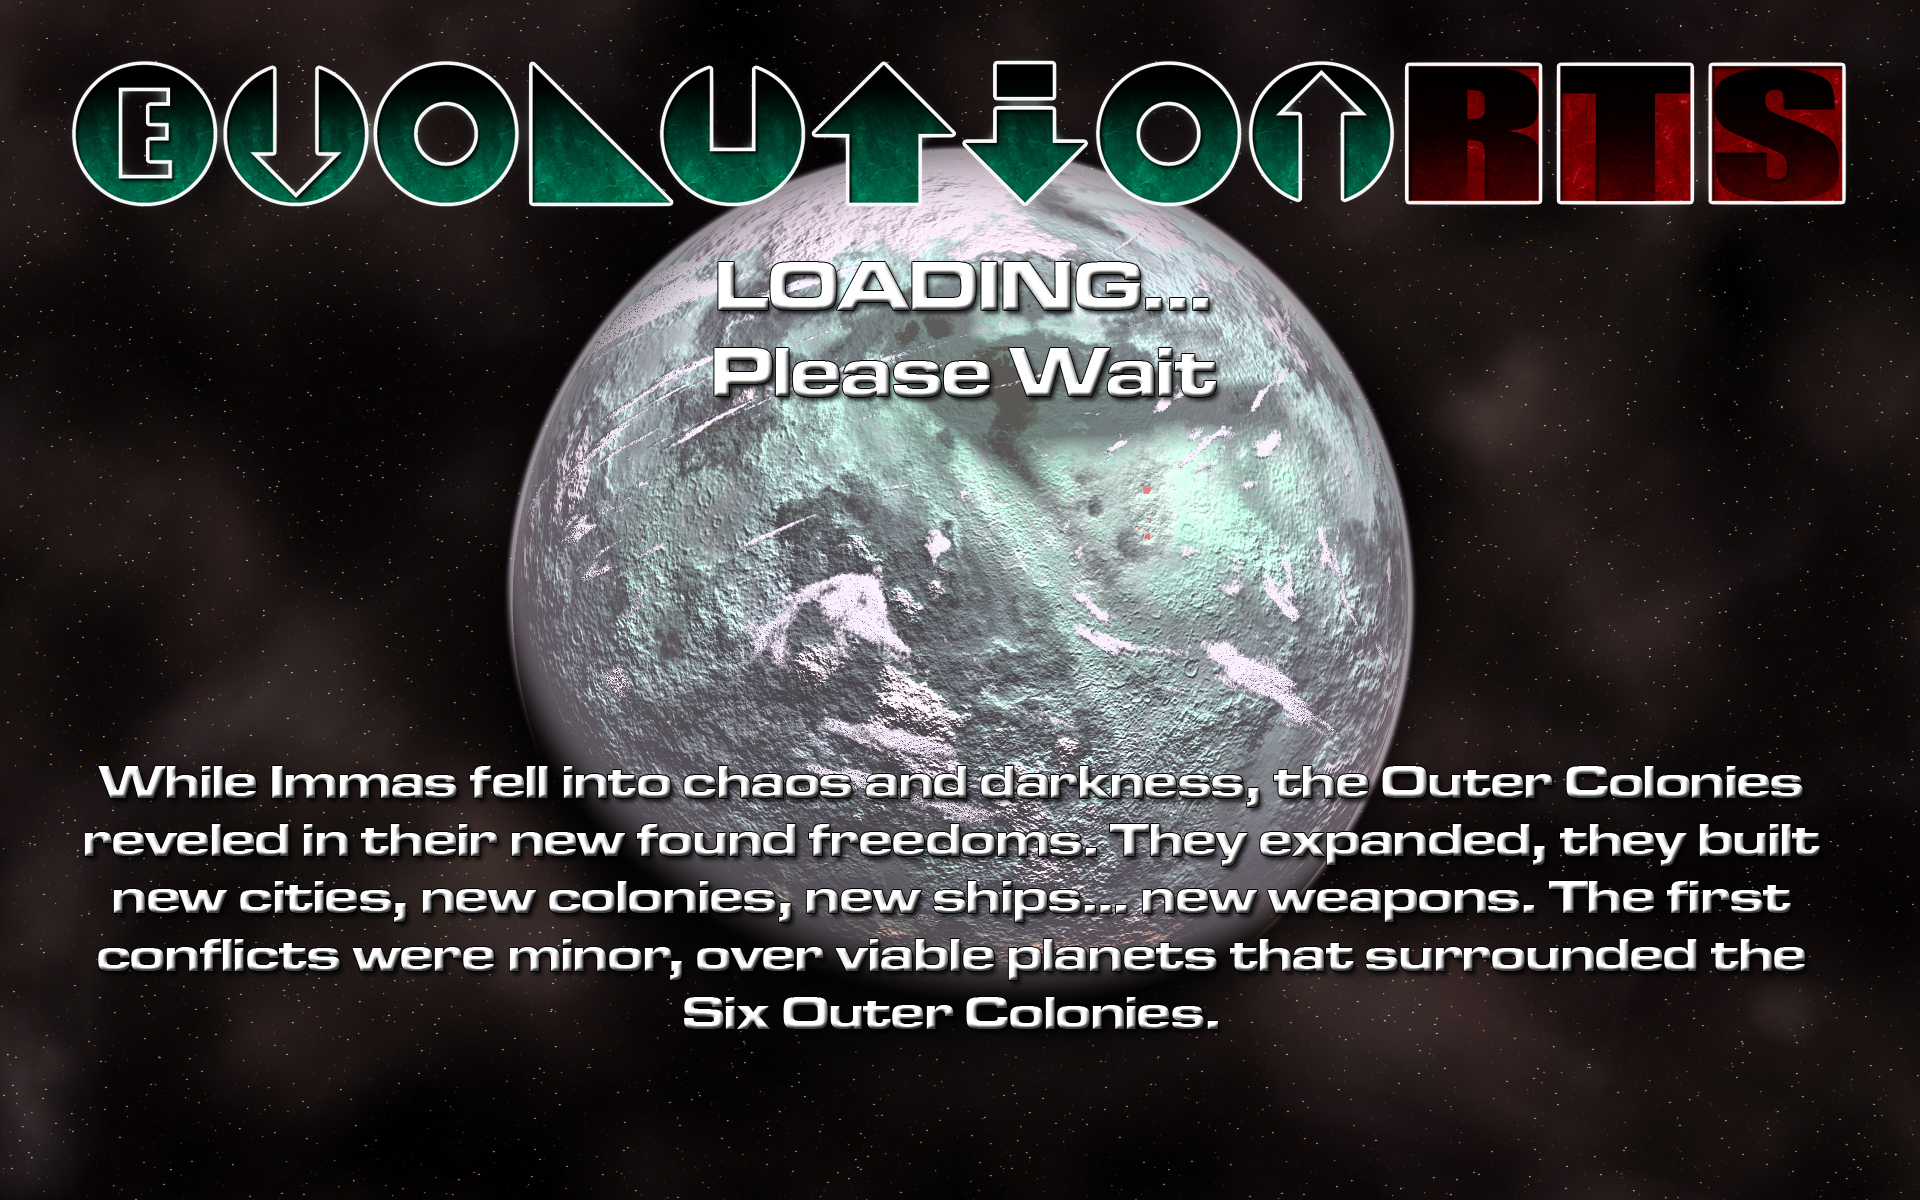 EVOLUTION RTS
LOADING...
Please Wait
While Immas fell into chaos and darkness, the Outer Colonies
reveled in their new found freedoms. They expanded, they built
new cities, new colonies, new ships... new weapons. The first
conflicts were minor, over viable planets that surrounded the
Six Outer Colonies.